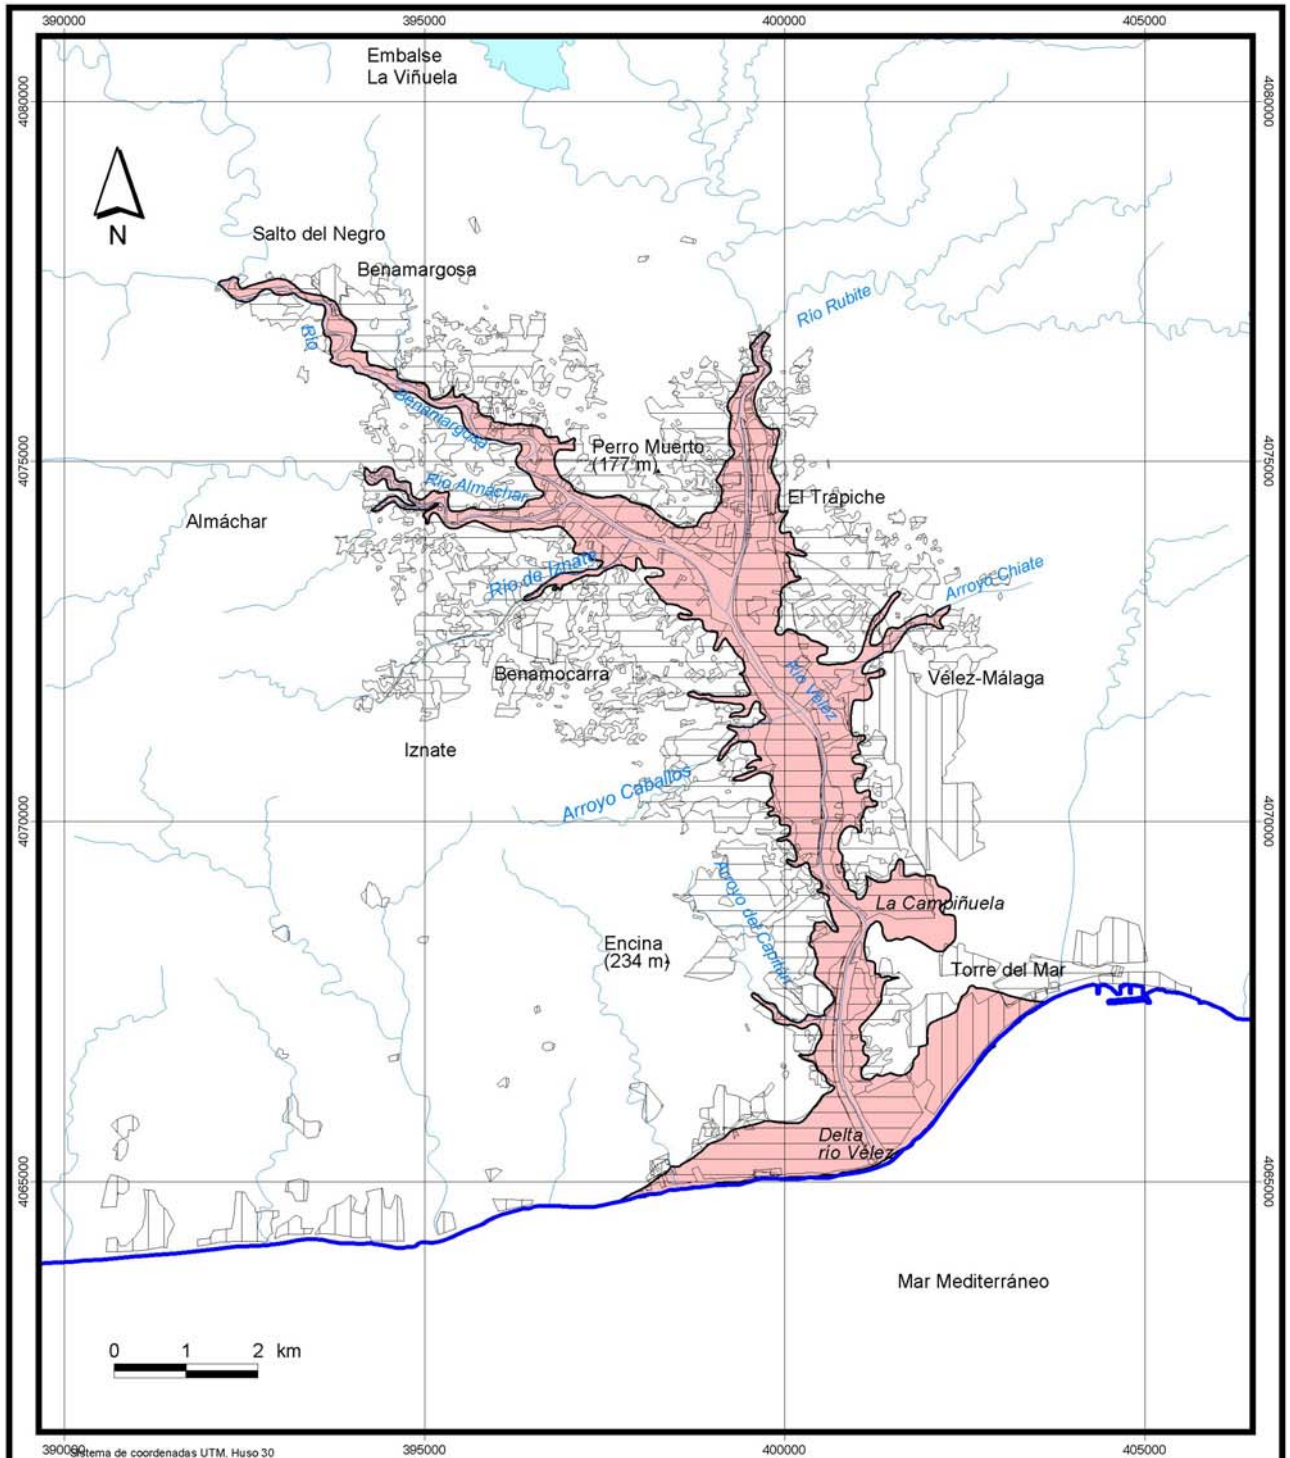 390000
395000
400000
405000
Embalse
La Viñuela
4080000
4080000
N
Salto del Negro
Benamargosa
Río Rubite
Río
Benamargosa
Perro Muerto
(177 m)
4075000
4075000
Río Almáchar
El Trapiche
Almáchar
Río de Iznate
Arroyo Chiate
Benamocarra
Río Vélez
Vélez-Málaga
Iznate
Arroyo Caballos
4070000
4070000
Arroyo del Capitán
La Campiñuela
Encina
(234 m)
Torre del Mar
Delta
río Vélez
4065000
4065000
Mar Mediterráneo
0 1 2 km
390000
395000
400000
405000
Sistema de coordenadas UTM. Huso 30